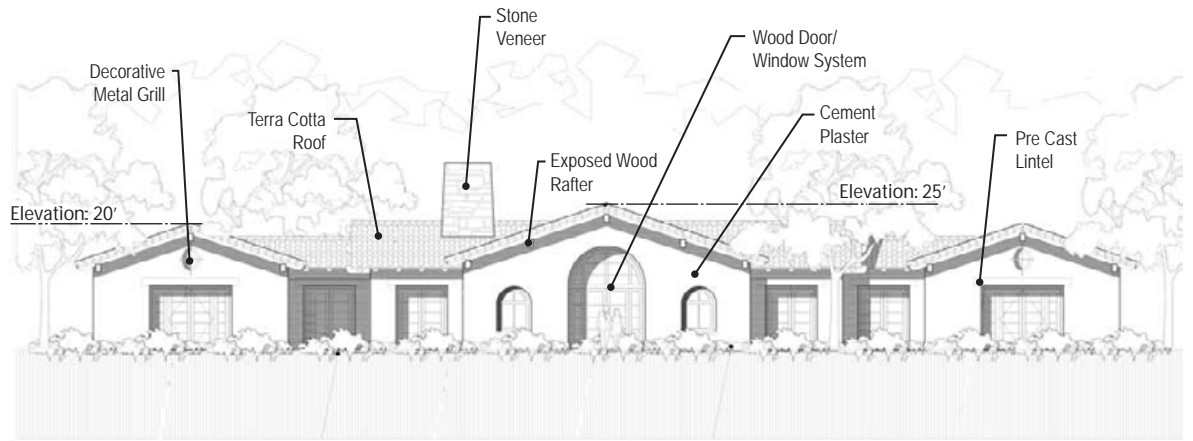 Stone
Veneer
Wood Door/
Window System
Decorative
Metal Grill
Terra Cotta
Roof
Cement
Plaster
Pre Cast
Lintel
Exposed Wood
Rafter
Elevation: 20′
Elevation: 25′